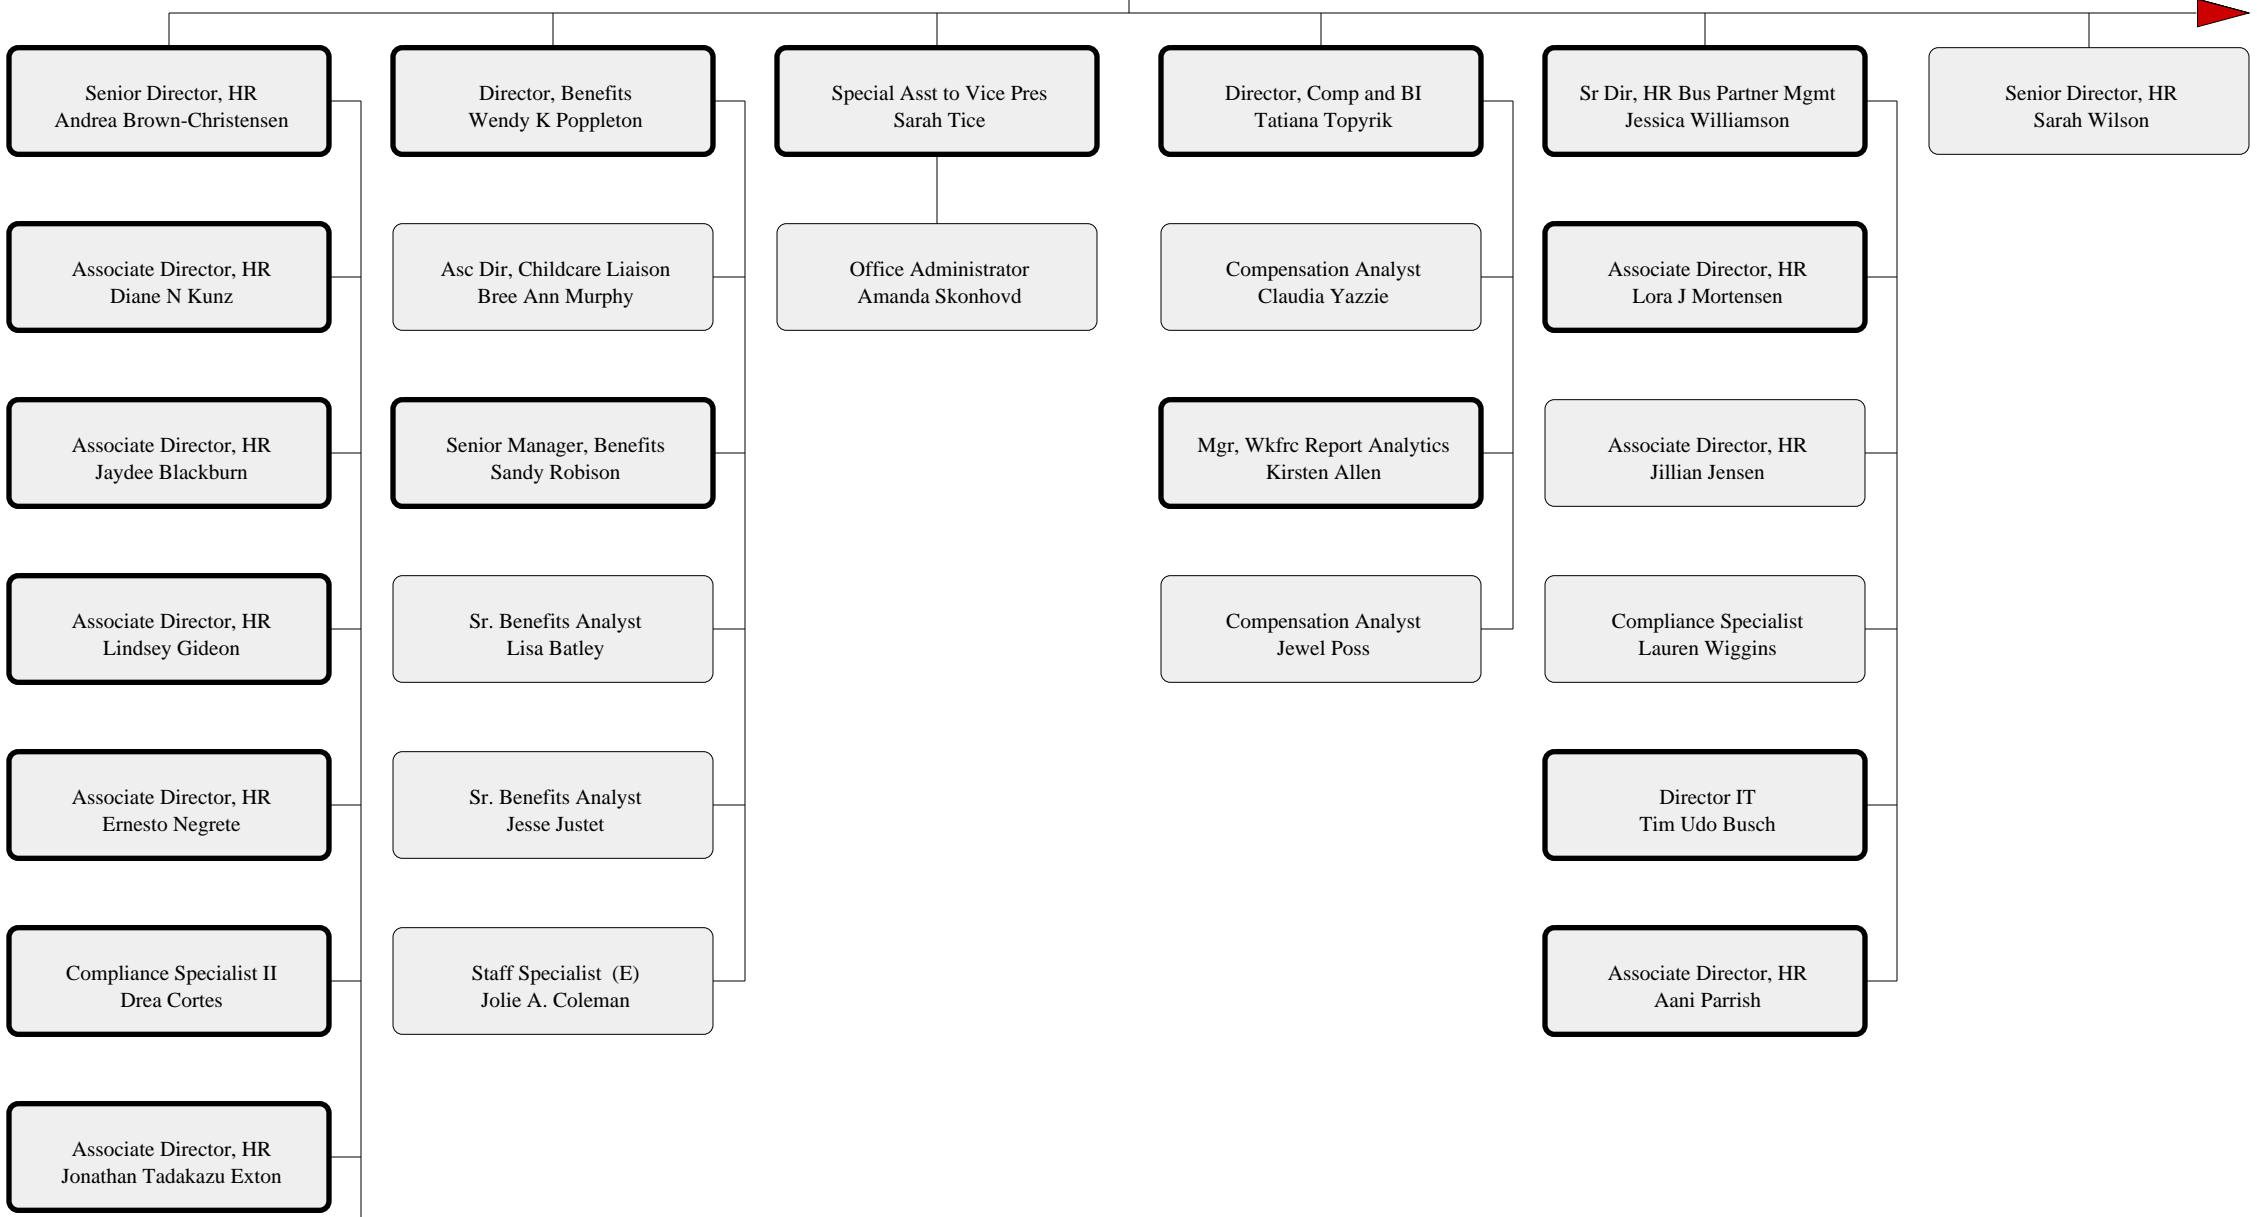 Senior Director, HR
Andrea Brown-Christensen
Director, Benefits
Wendy K Poppleton
Special Asst to Vice Pres
Sarah Tice
Director, Comp and BI
Tatiana Topyrik
Sr Dir, HR Bus Partner Mgmt
Jessica Williamson
Senior Director, HR
Sarah Wilson
Associate Director, HR
Diane N Kunz
Asc Dir, Childcare Liaison
Bree Ann Murphy
Office Administrator
Amanda Skonhovd
Compensation Analyst
Claudia Yazzie
Associate Director, HR
Lora J Mortensen
Associate Director, HR
Jaydee Blackburn
Senior Manager, Benefits
Sandy Robison
Mgr, Wkfrc Report Analytics
Kirsten Allen
Associate Director, HR
Jillian Jensen
Associate Director, HR
Lindsey Gideon
Sr. Benefits Analyst
Lisa Batley
Compensation Analyst
Jewel Poss
Compliance Specialist
Lauren Wiggins
Associate Director, HR
Ernesto Negrete
Sr. Benefits Analyst
Jesse Justet
Director IT
Tim Udo Busch
Compliance Specialist II
Drea Cortes
Staff Specialist  (E)
Jolie A. Coleman
Associate Director, HR
Aani Parrish
Associate Director, HR
Jonathan Tadakazu Exton